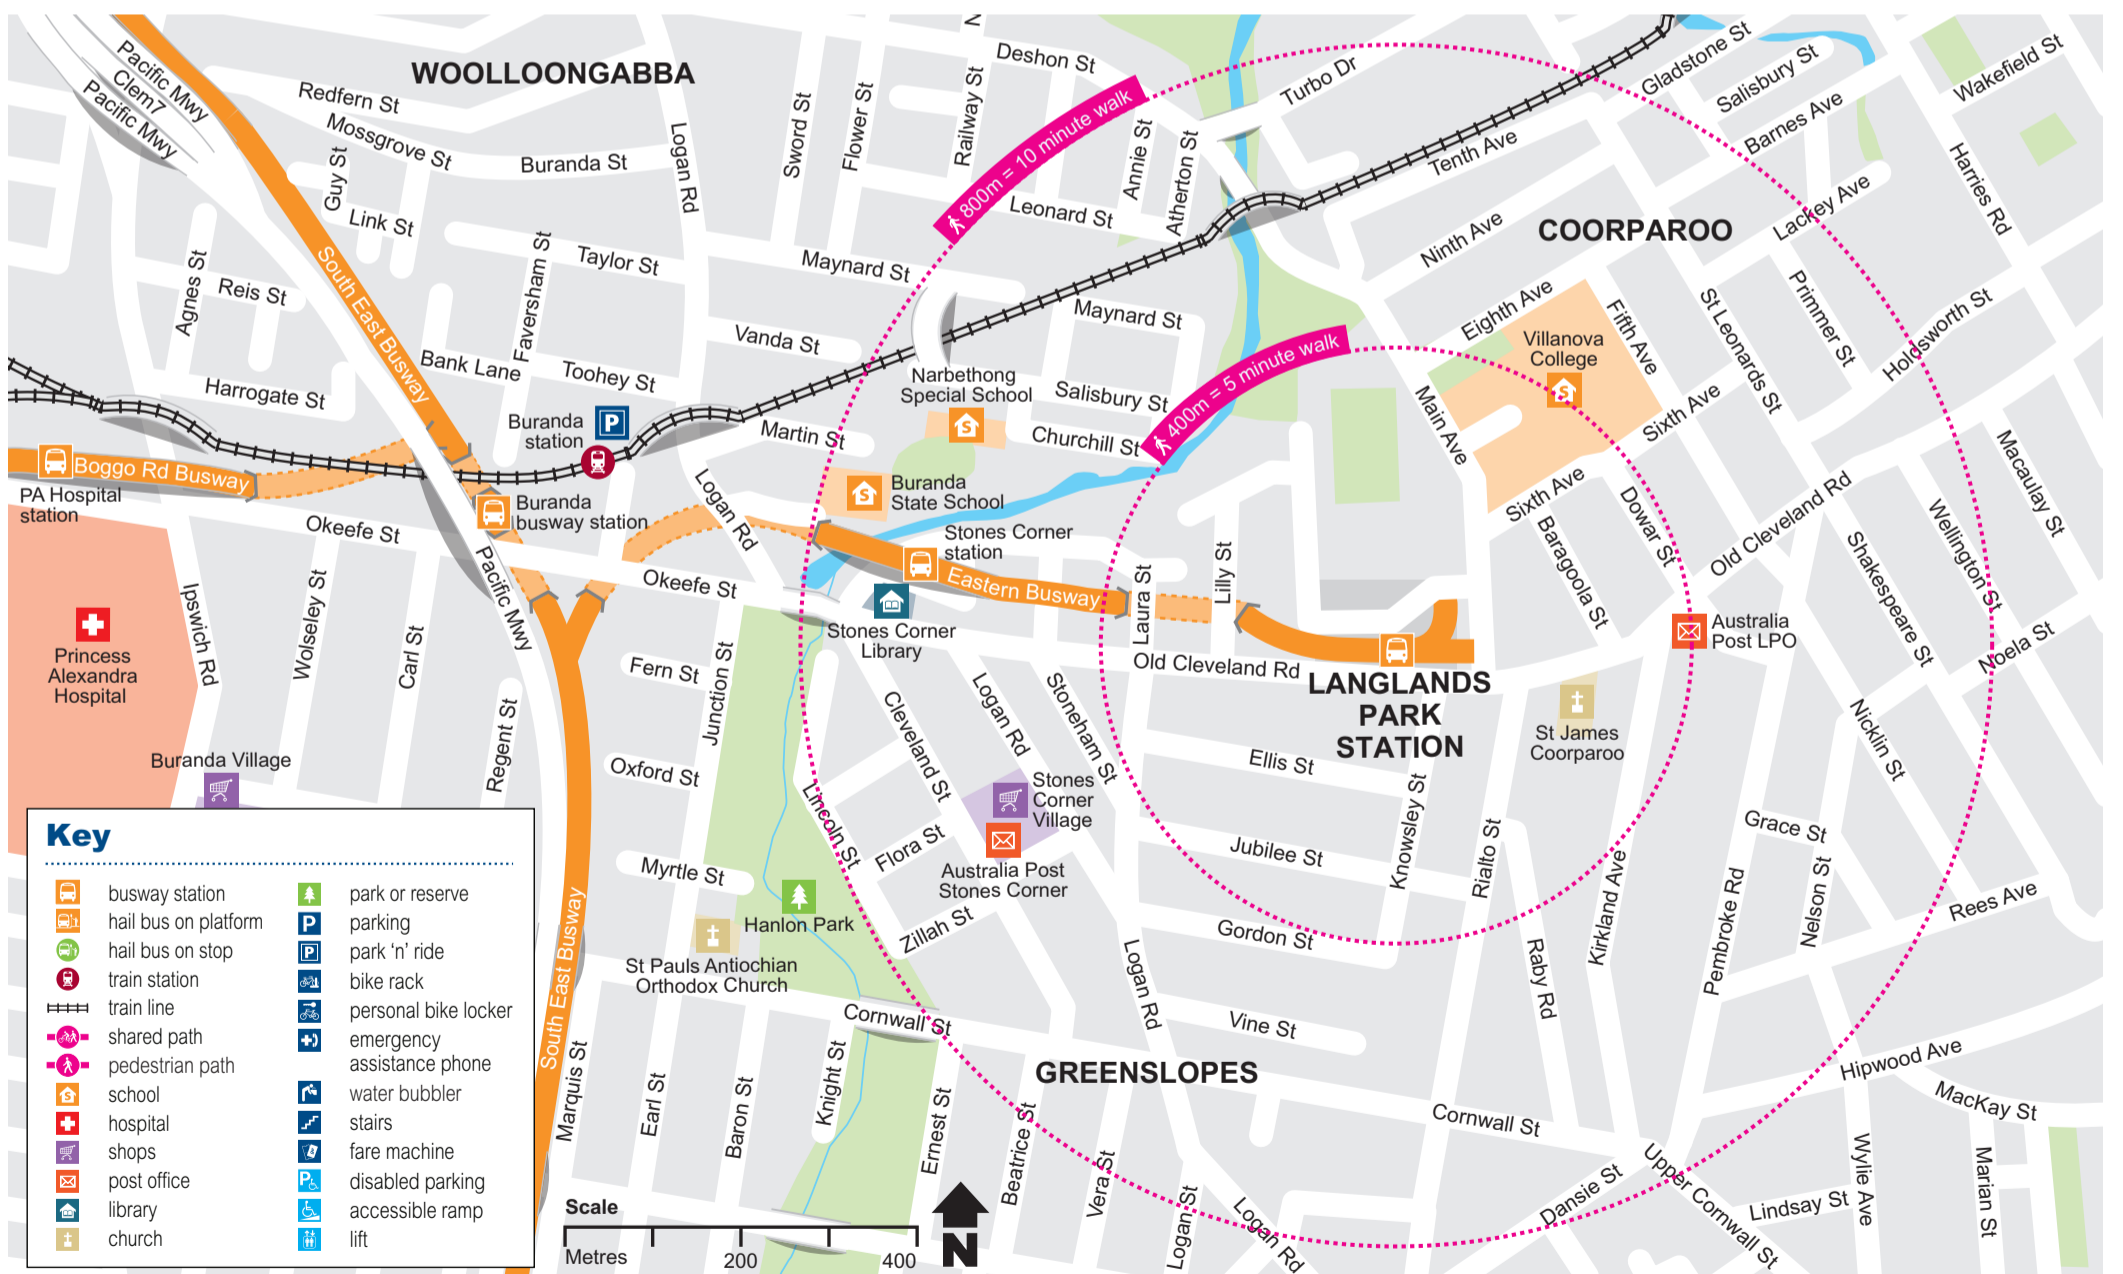 WOOLLOONGABBA
Pacific Mwy
Clem7
Pacific Mwy
Redfern St
Mossgrove St
Buranda St
Guy St
Link St
Logan Rd
Sword St
Flower St
Railway St
N
Deshon St
800m = 10 minute walk
Annie St
Atherton St
Leonard St
Turbo Dr
Gladstone St
Salisbury St
Barnes Ave
Wakefield St
Tenth Ave
Harries Rd
Lackey Ave
COORPAROO
Ninth Ave
Agnes St
Reis St
South East Busway
Faversham St
Taylor St
Maynard St
Maynard St
Vanda St
Bank Lane
Toohey St
Harrogate St
Eighth Ave
Villanova
College
Fifth Ave
St Leonards St
Primmer St
Holdsworth St
400m = 5 minute walk
Narbethong
Special School
Salisbury St
Churchill St
Martin St
Main Ave
Sixth Ave
Sixth Ave
Buranda
station
Boggo Rd Busway
PA Hospital
station
Buranda
busway station
Okeefe St
Logan Rd
Buranda
State School
Stones Corner
station
Eastern Busway
Okeefe St
Stones Corner
Library
Laura St
Lilly St
Baragoola St
Dowar St
Old Cleveland Rd
Macaulay St
Wellington St
Shakespeare St
Noela St
Australia
Post LPO
Princess
Alexandra
Hospital
Ipswich Rd
Wolseley St
Carl St
Pacific Mwy
Regent St
Fern St
Junction St
Oxford St
Old Cleveland Rd
LANGLANDS
PARK
STATION
St James
Coorparoo
Nicklin St
Cleveland St
Logan Rd
Stoneham St
Ellis St
Knowsley St
Buranda Village
Stones
Corner
Village
Lincoln St
Flora St
Australia Post
Stones Corner
Jubilee St
Rialto St
Kirkland Ave
Grace St
Pembroke Rd
Nelson St
Rees Ave
Myrtle St
Hanlon Park
Zillah St
St Pauls Antiochian
Orthodox Church
Gordon St
Logan Rd
Raby Rd
Cornwall St
Vine St
South East Busway
GREENSLOPES
Hipwood Ave
MacKay St
Marquis St
Earl St
Baron St
Knight St
Ernest St
Beatrice St
Vera St
Logan St
Logan Rd
Cornwall St
Upper Cornwall St
Dansie St
Lindsay St
Wylie Ave
Marian St
Key
busway station
hail bus on platform
hail bus on stop
train station
train line
shared path
pedestrian path
school
hospital
shops
post office
library
church
park or reserve
parking
park ‘n’ ride
bike rack
personal bike locker
emergency
assistance phone
water bubbler
stairs
fare machine
disabled parking
accessible ramp
lift
Scale
Metres
200
400
N